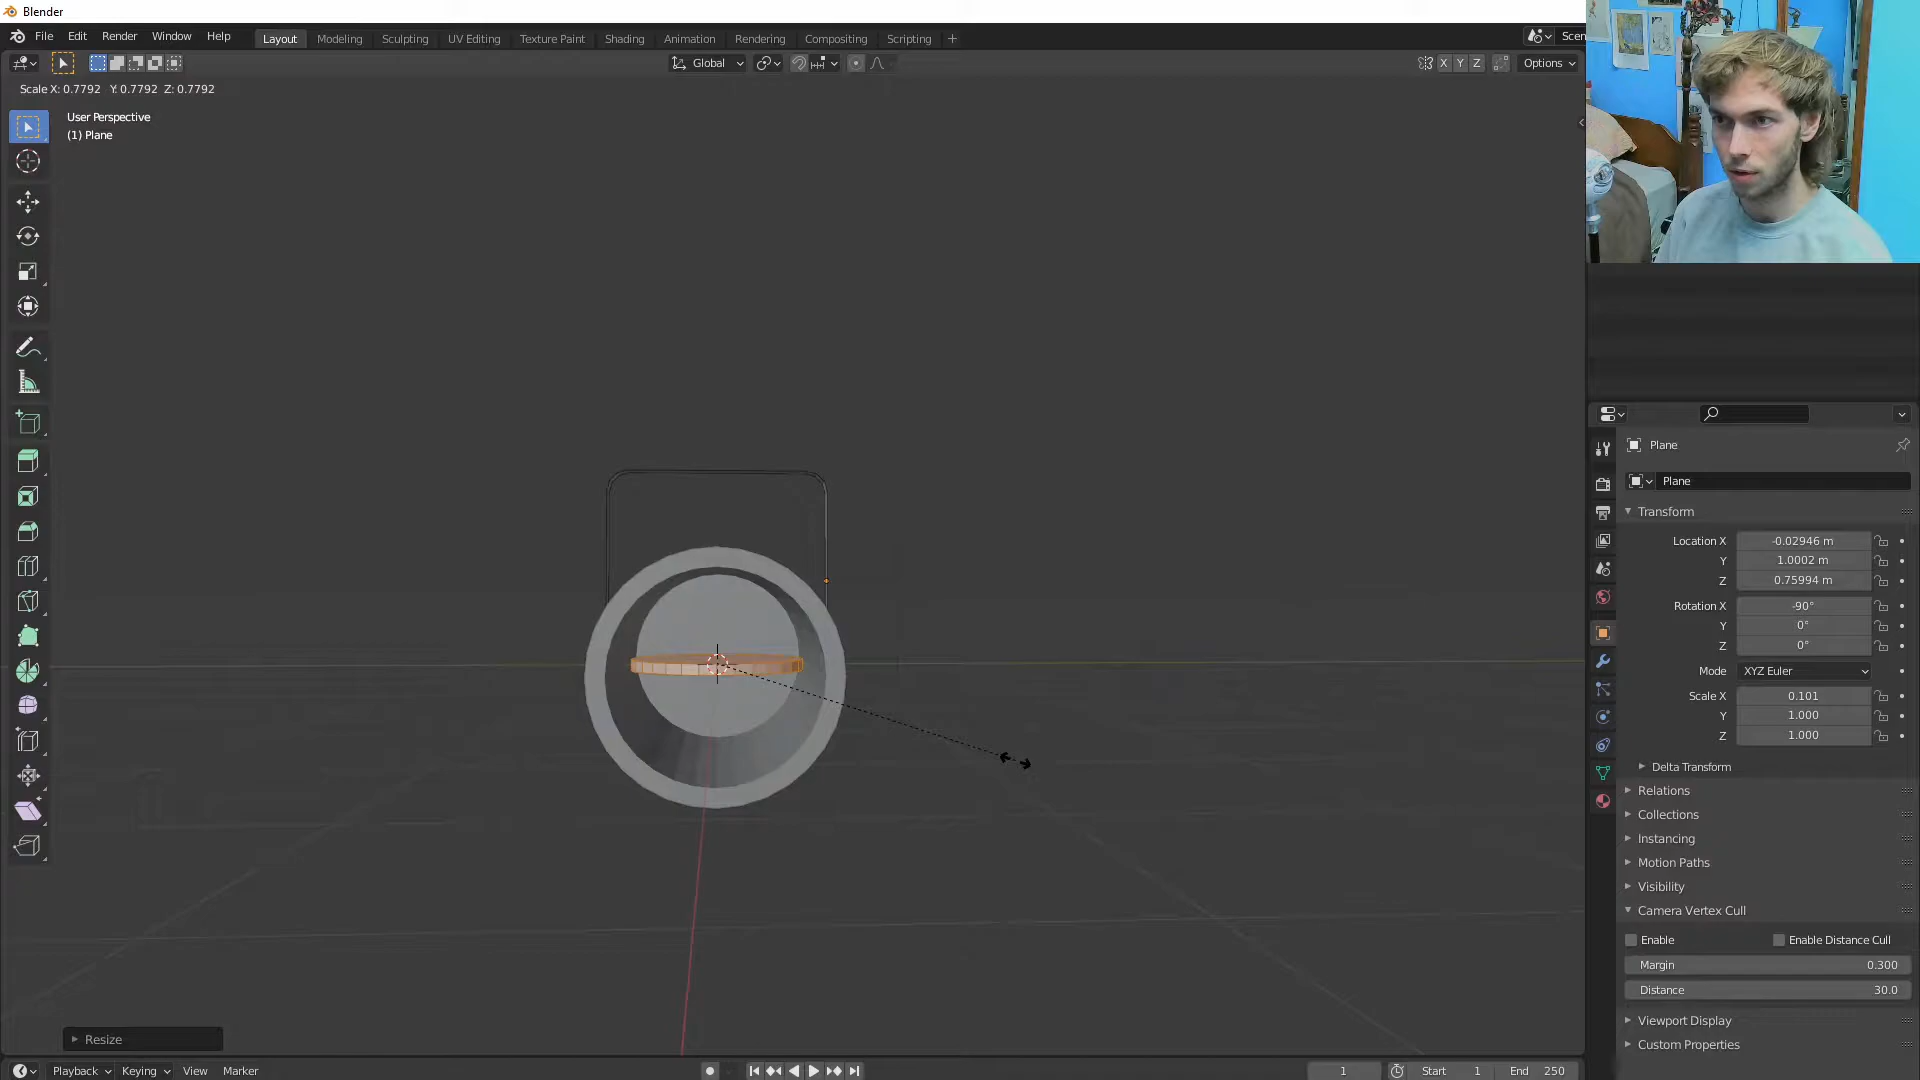 Blender
File Edit Render Window Help
Layout Modeling Sculpting UV Editing Texture Paint Shading Animation Rendering Compositing Scripting +
Scen
Global
X Y Z Options
Scale X: 0.7792 Y: 0.7792 Z: 0.7792
User Perspective
(1) Plane
Plane
Plane
Transform
Location X -0.02946 m
Y 1.0002 m
Z 0.75994 m
Rotation X -90°
Y 0°
Z 0°
Mode XYZ Euler
Scale X 0.101
Y 1.000
Z 1.000
Delta Transform
Relations
Collections
Instancing
Motion Paths
Visibility
Camera Vertex Cull
Enable Enable Distance Cull
Margin 0.300
Distance 30.0
Viewport Display
Custom Properties
Resize
Playback Keying View Marker
1 Start 1 End 250